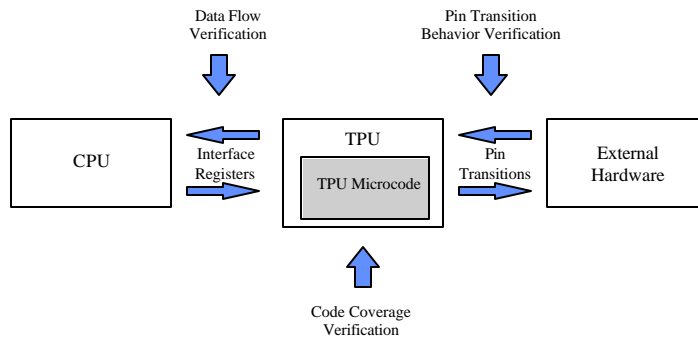 Data Flow
Verification
Pin Transition
Behavior Verification
CPU
Interface
Registers
TPU
TPU Microcode
Pin
Transitions
External
Hardware
Code Coverage
Verification